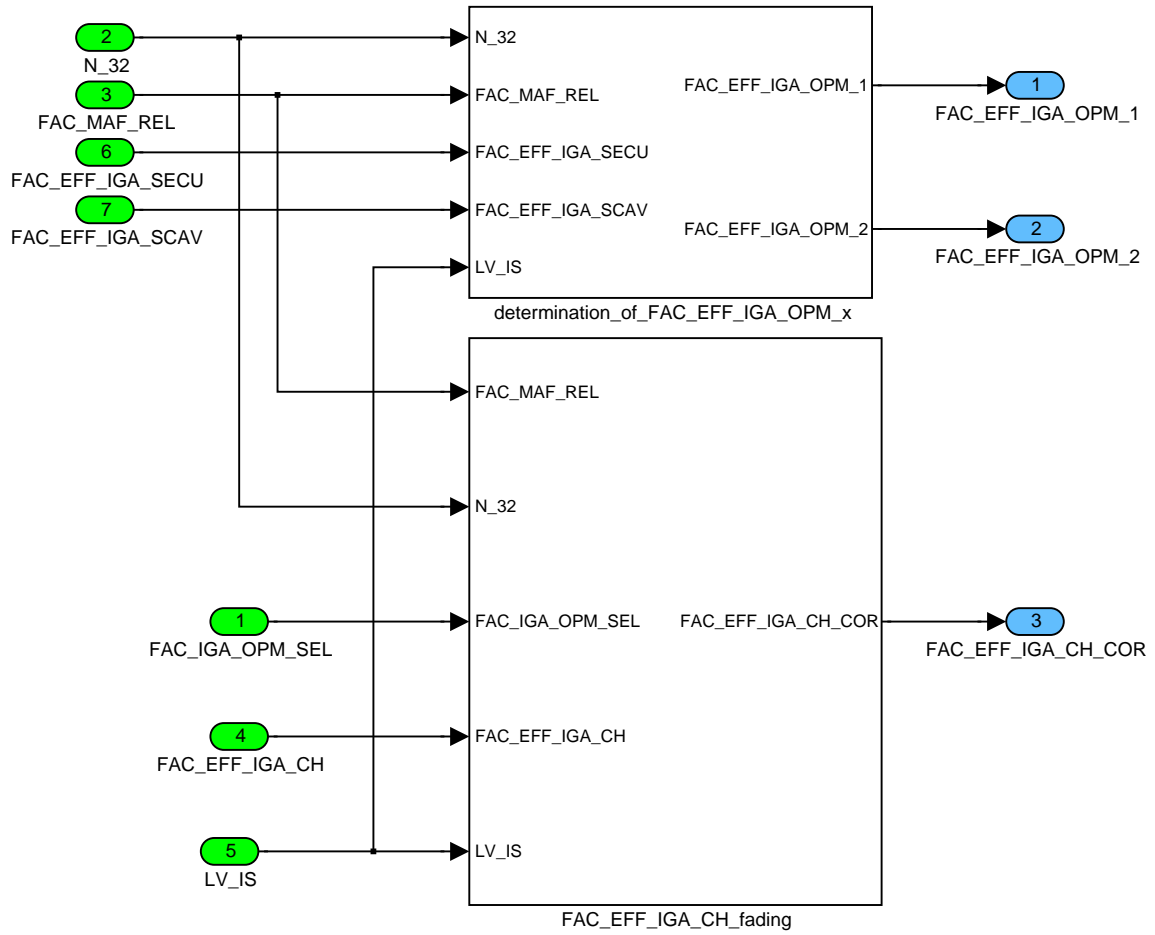 2
N_32
3
FAC_MAF_REL
6
FAC_EFF_IGA_SECU
7
FAC_EFF_IGA_SCAV
N_32
FAC_MAF_REL
FAC_EFF_IGA_SECU
FAC_EFF_IGA_SCAV
LV_IS
FAC_EFF_IGA_OPM_1
FAC_EFF_IGA_OPM_2
determination_of_FAC_EFF_IGA_OPM_x
1
FAC_EFF_IGA_OPM_1
2
FAC_EFF_IGA_OPM_2
1
FAC_IGA_OPM_SEL
4
FAC_EFF_IGA_CH
5
LV_IS
FAC_MAF_REL
N_32
FAC_IGA_OPM_SEL
FAC_EFF_IGA_CH
LV_IS
FAC_EFF_IGA_CH_COR
FAC_EFF_IGA_CH_fading
3
FAC_EFF_IGA_CH_COR